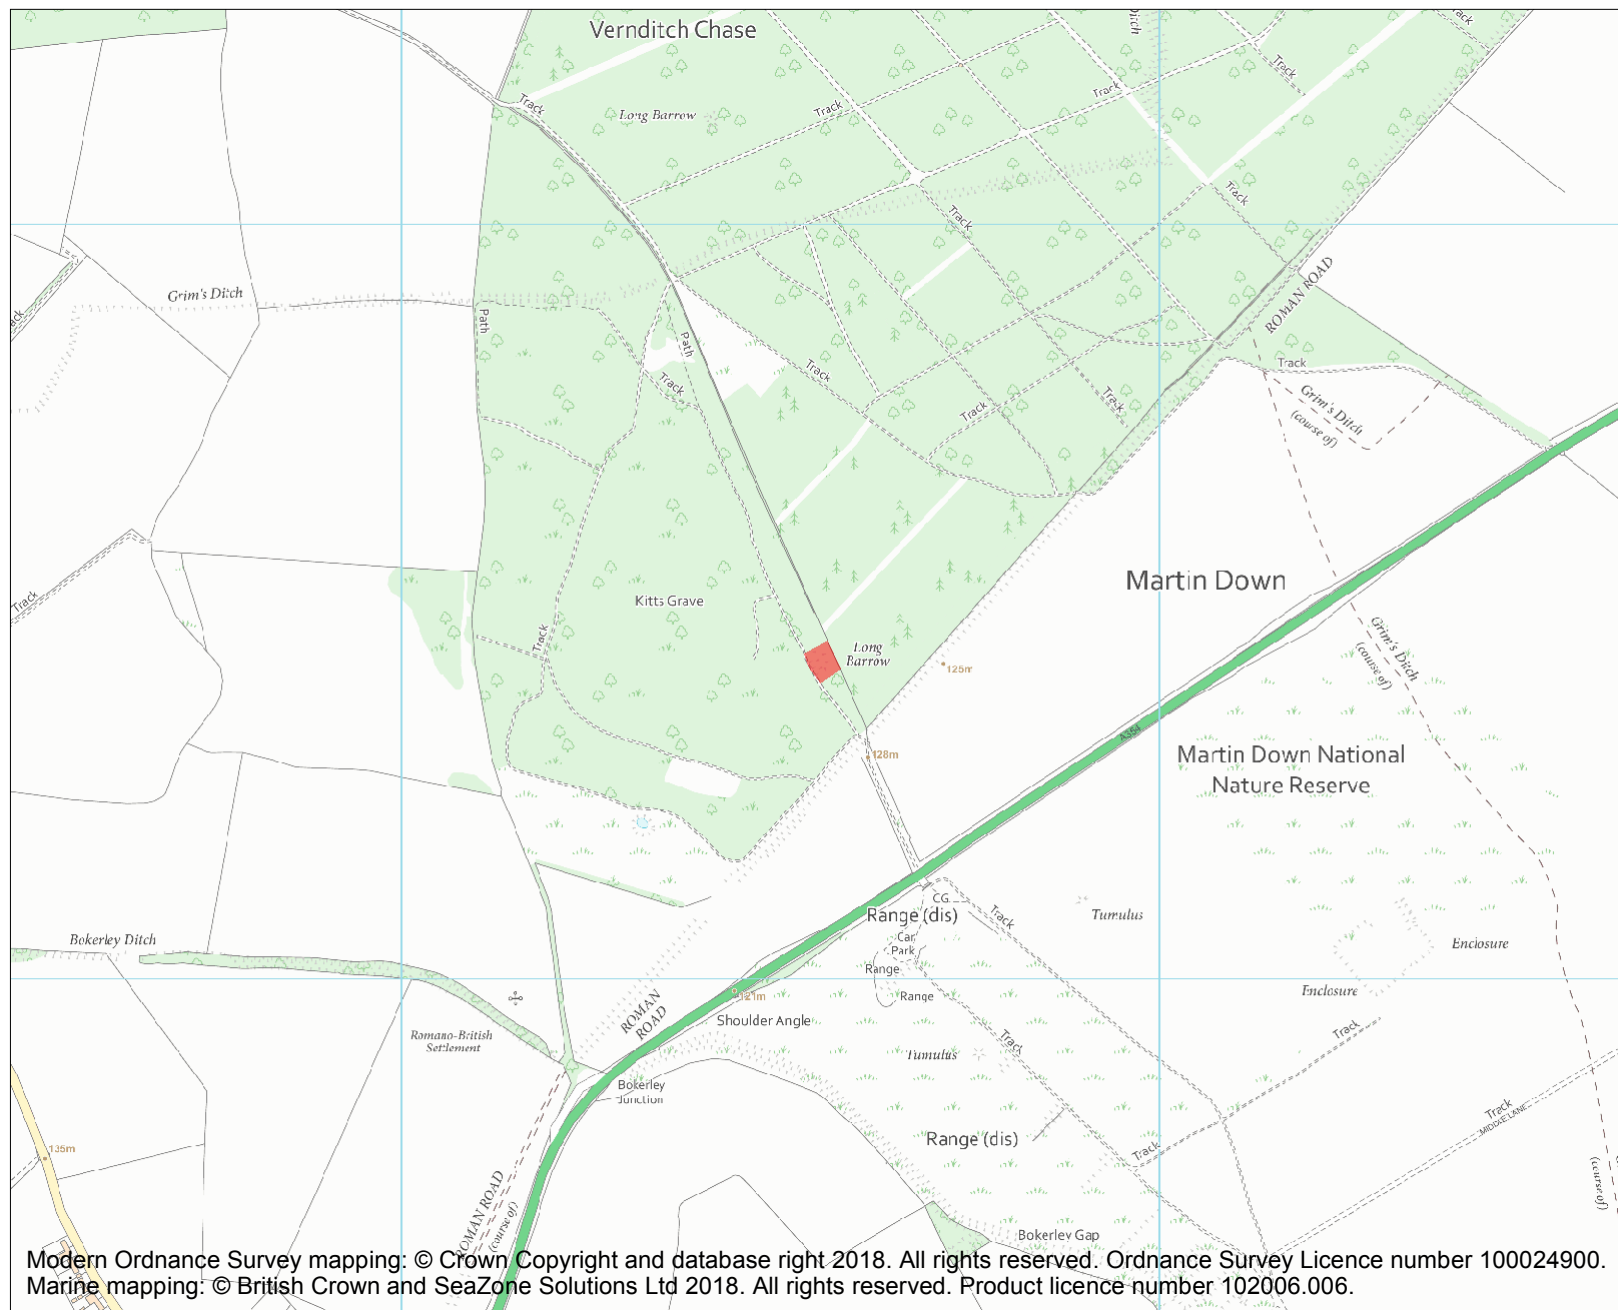 Vernditch Chase
Ditch
Track
Track
Track
Long Barrow
Track
Track
Track
Track
Grim's Ditch
ROMAN ROAD
Path
Path
Track
Track
Track
Track
Track
Grim's Ditch
(course of)
Martin Down
Track
Kitts Grave
Track
Long
Barrow
125m
Grim's Ditch
(course of)
A354
128m
Martin Down National
Nature Reserve
CG
Range (dis)
Track
Tumulus
Car
Park
Bokerley Ditch
Enclosure
Range
121m
Range
Enclosure
ROMAN
ROAD
Shoulder Angle
Romano-British
Settlement
Tumulus
Track
Track
Bokerley
Junction
Track
MIDDLE LANE
Range (dis)
135m
Track
ROMAN ROAD
(course of)
(course of)
Bokerley Gap
Modern Ordnance Survey mapping: © Crown Copyright and database right 2018. All rights reserved. Ordnance Survey Licence number 100024900.
Marine mapping: © British Crown and SeaZone Solutions Ltd 2018. All rights reserved. Product licence number 102006.006.